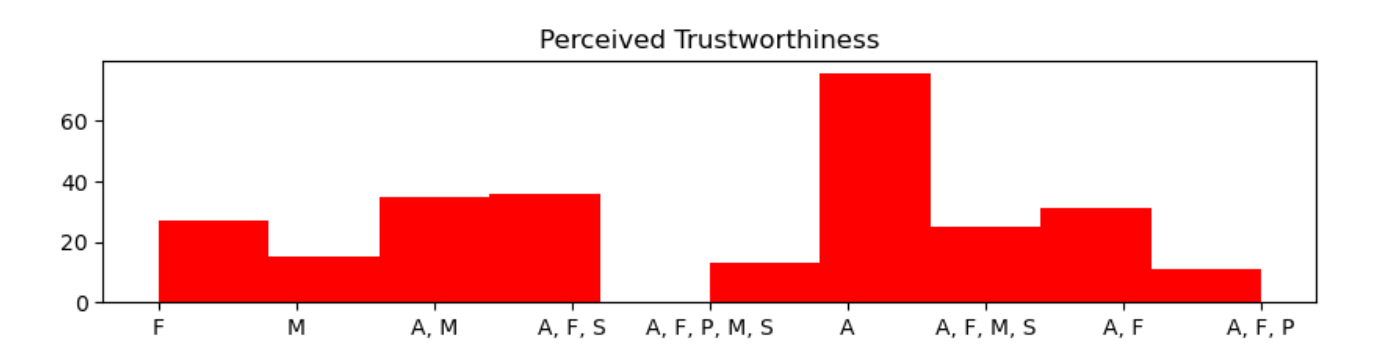 Perceived Trustworthiness
60
40
20
0
F M A, M A, F, S A, F, P, M, S A A, F, M, S A, F A, F, P